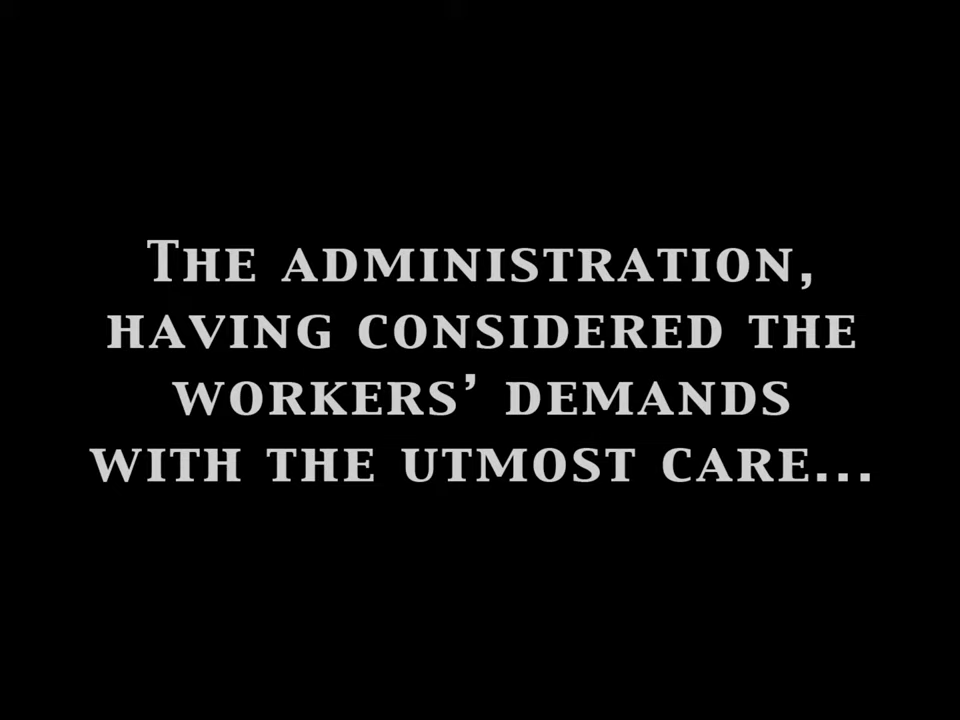 The administration,
having considered the
workers’ demands
with the utmost care...